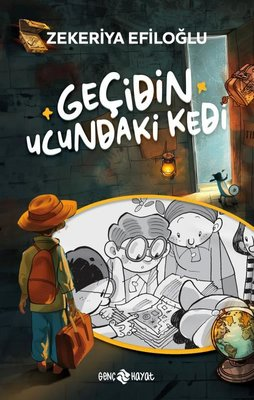 ZEKERİYA EFİLOĞLU
GEÇİDİN
UCUNDAKİ KEDİ
GENÇ HAYAT